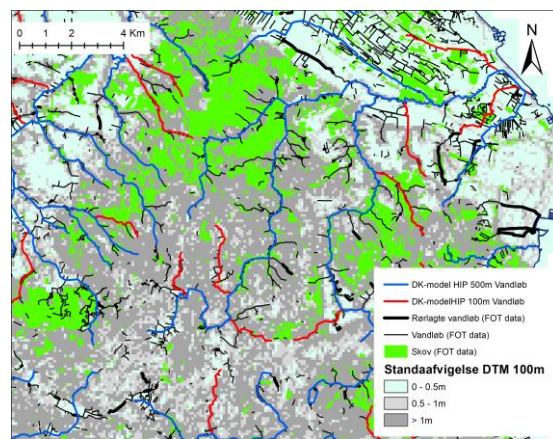 0 2 4 Km
N
DK-model HIP 500m Vandløb
DK-modelHIP 100m Vandløb
Rørlagte vandløb (FOT data)
Vandløb (FOT data)
Skov (FOT data)
Standaafvigelse DTM 100m
0 - 0.5m
0.5 - 1m
> 1m